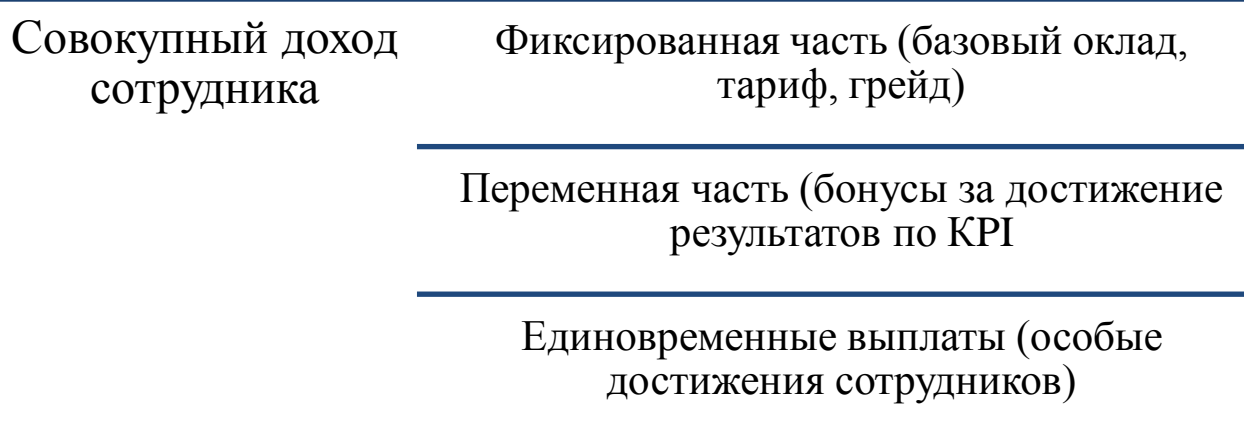 Совокупный доход
сотрудника
Фиксированная часть (базовый оклад,
тариф, грейд)
Переменная часть (бонусы за достижение
результатов по KPI
Единовременные выплаты (особые
достижения сотрудников)